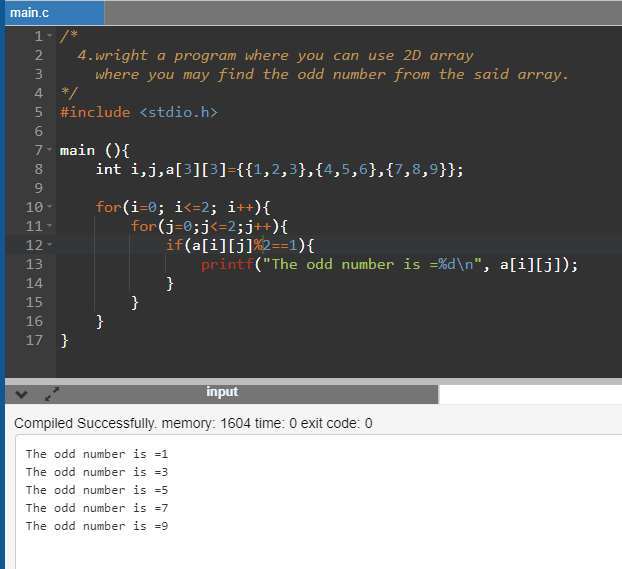 main.c
1 /*
2 4.wright a program where you can use 2D array
3 where you may find the odd number from the said array.
4 */
5 #include <stdio.h>
6
7 main (){
8 int i,j,a[3][3]={{1,2,3},{4,5,6},{7,8,9}};
9
10 for(i=0; i<=2; i++){
11 for(j=0;j<=2;j++){
12 if(a[i][j]%2==1){
13 printf("The odd number is =%d\n", a[i][j]);
14 }
15 }
16 }
17 }
input
Compiled Successfully. memory: 1604 time: 0 exit code: 0
The odd number is =1
The odd number is =3
The odd number is =5
The odd number is =7
The odd number is =9